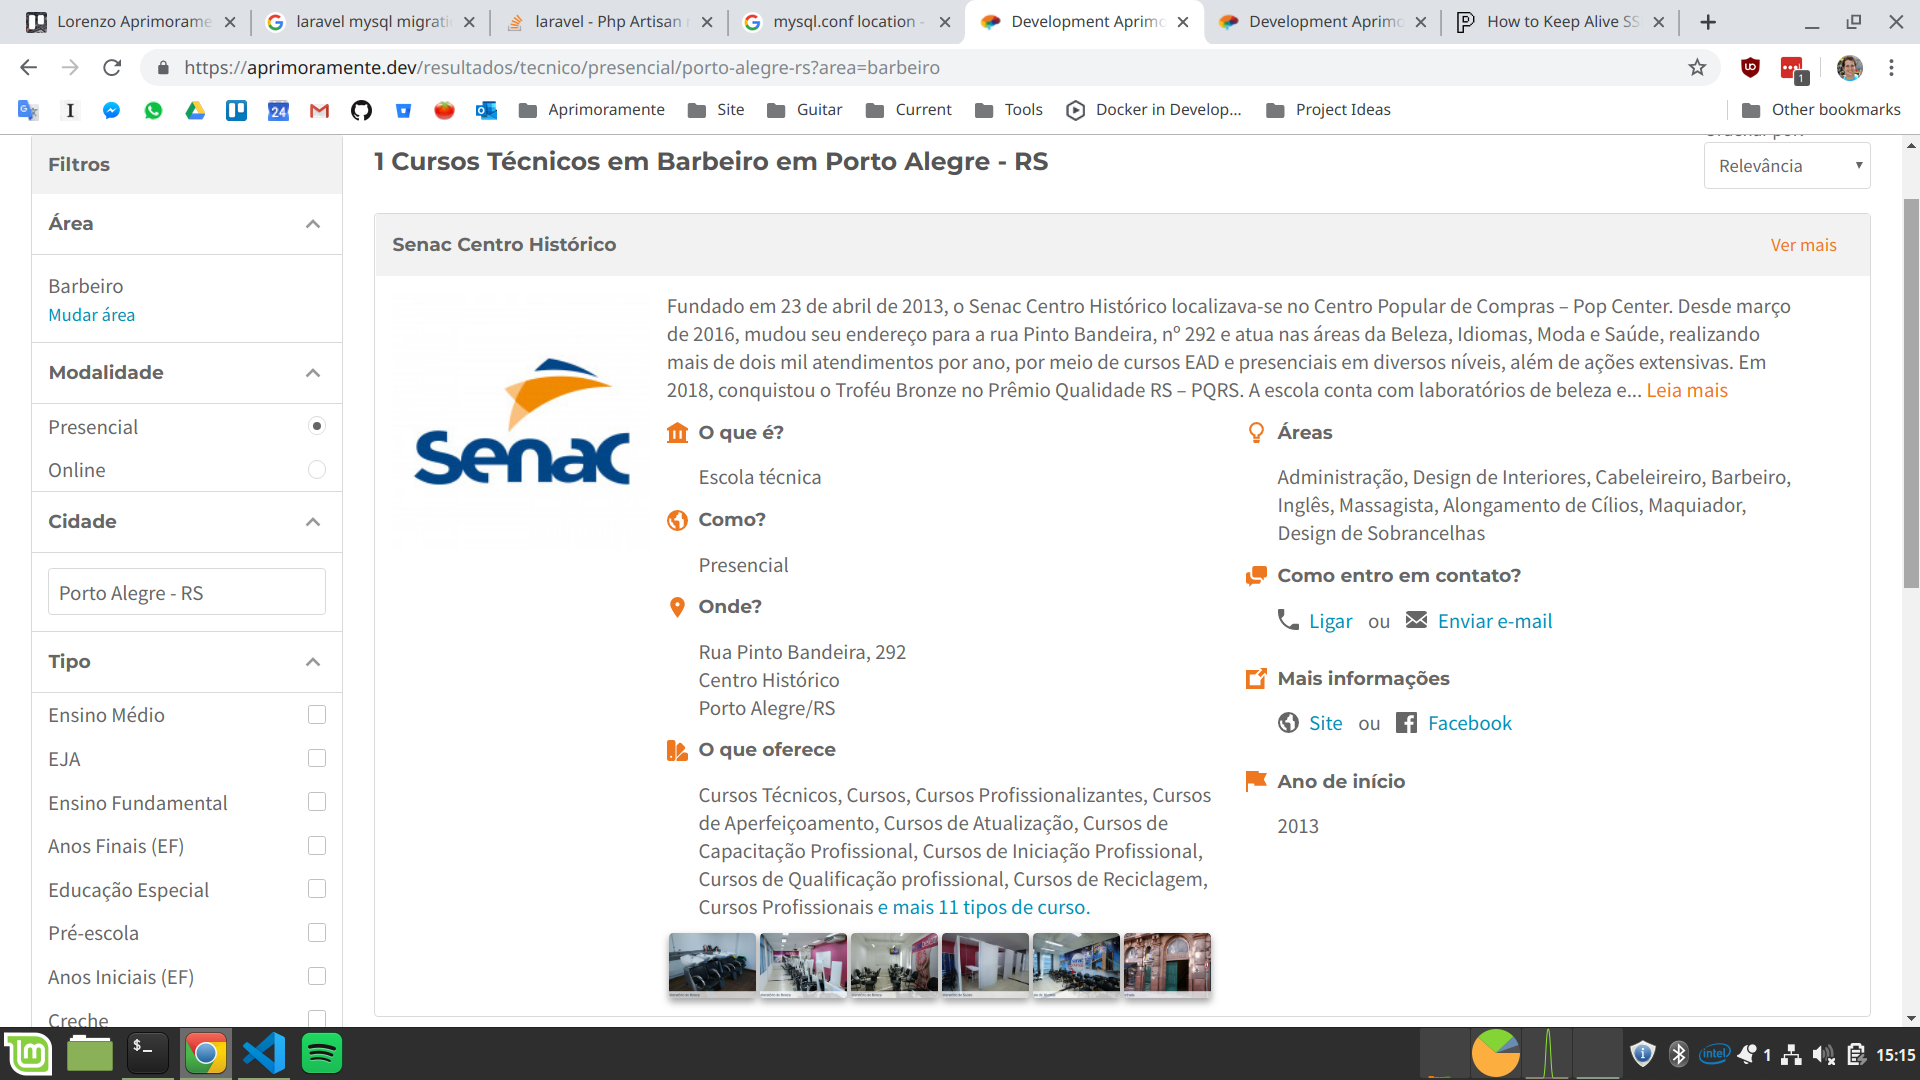 Lorenzo Aprimorame
laravel mysql migrati
laravel - Php Artisan
mysql.conf location -
Development Aprimo
Development Aprimo
How to Keep Alive SS
https://aprimoramente.dev/resultados/tecnico/presencial/porto-alegre-rs?area=barbeiro
1
24
Aprimoramente
Site
Guitar
Current
Tools
Docker in Develop...
Project Ideas
Other bookmarks
Filtros
Área
Barbeiro
Mudar área
Modalidade
Presencial
Online
Cidade
Porto Alegre - RS
Tipo
Ensino Médio
EJA
Ensino Fundamental
Anos Finais (EF)
Educação Especial
Pré-escola
Anos Iniciais (EF)
Creche
1 Cursos Técnicos em Barbeiro em Porto Alegre - RS
Ordenar por:
Relevância
Senac Centro Histórico
Ver mais
Senac
Fundado em 23 de abril de 2013, o Senac Centro Histórico localizava-se no Centro Popular de Compras – Pop Center. Desde março
de 2016, mudou seu endereço para a rua Pinto Bandeira, nº 292 e atua nas áreas da Beleza, Idiomas, Moda e Saúde, realizando
mais de dois mil atendimentos por ano, por meio de cursos EAD e presenciais em diversos níveis, além de ações extensivas. Em
2018, conquistou o Troféu Bronze no Prêmio Qualidade RS – PQRS. A escola conta com laboratórios de beleza e... Leia mais
O que é?
Escola técnica
Como?
Presencial
Onde?
Rua Pinto Bandeira, 292
Centro Histórico
Porto Alegre/RS
O que oferece
Cursos Técnicos, Cursos, Cursos Profissionalizantes, Cursos
de Aperfeiçoamento, Cursos de Atualização, Cursos de
Capacitação Profissional, Cursos de Iniciação Profissional,
Cursos de Qualificação profissional, Cursos de Reciclagem,
Cursos Profissionais e mais 11 tipos de curso.
Áreas
Administração, Design de Interiores, Cabeleireiro, Barbeiro,
Inglês, Massagista, Alongamento de Cílios, Maquiador,
Design de Sobrancelhas
Como entro em contato?
Ligar ou Enviar e-mail
Mais informações
Site ou Facebook
Ano de início
2013
$_
intel
1
15:15